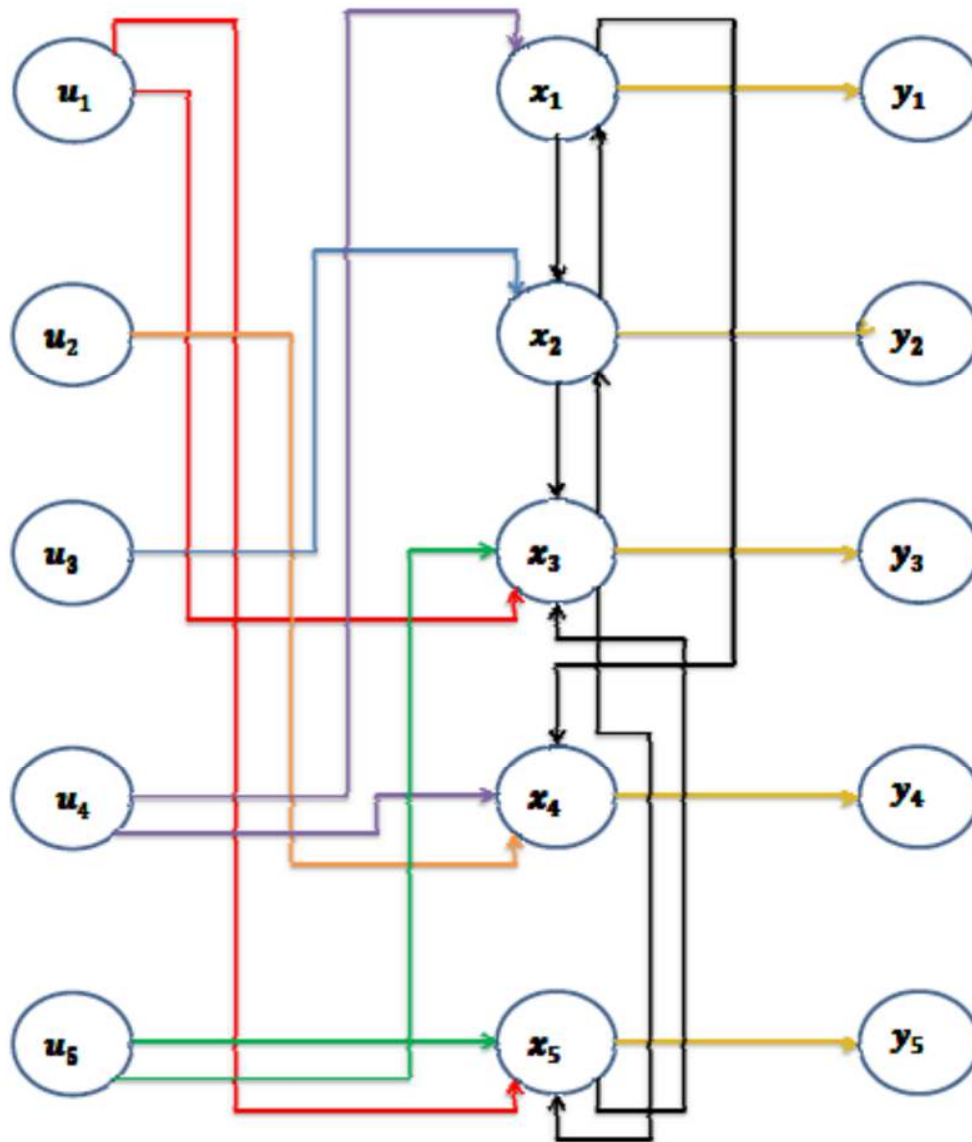 u₁ x₁ y₁
u₂ x₂ y₂
u₃ x₃ y₃
u₄ x₄ y₄
u₅ x₅ y₅